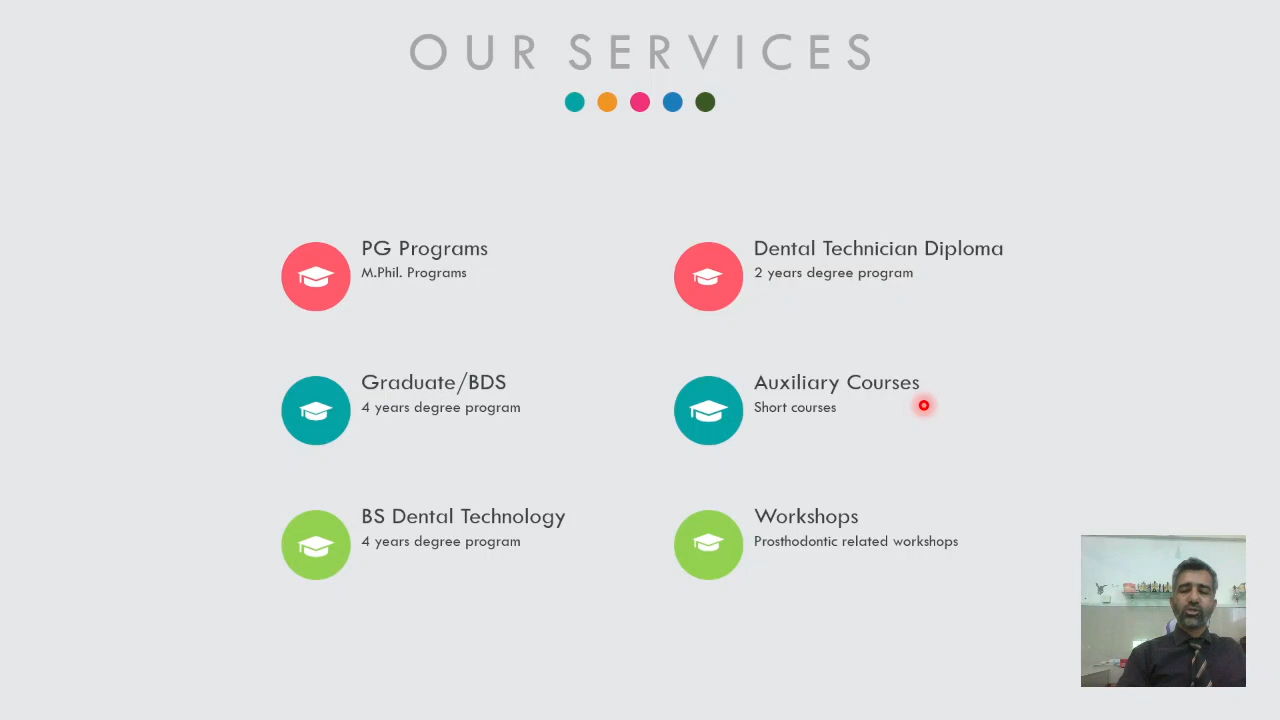 OUR SERVICES
PG Programs
M.Phil. Programs
Dental Technician Diploma
2 years degree program
Graduate/BDS
4 years degree program
Auxiliary Courses
Short courses
BS Dental Technology
4 years degree program
Workshops
Prosthodontic related workshops